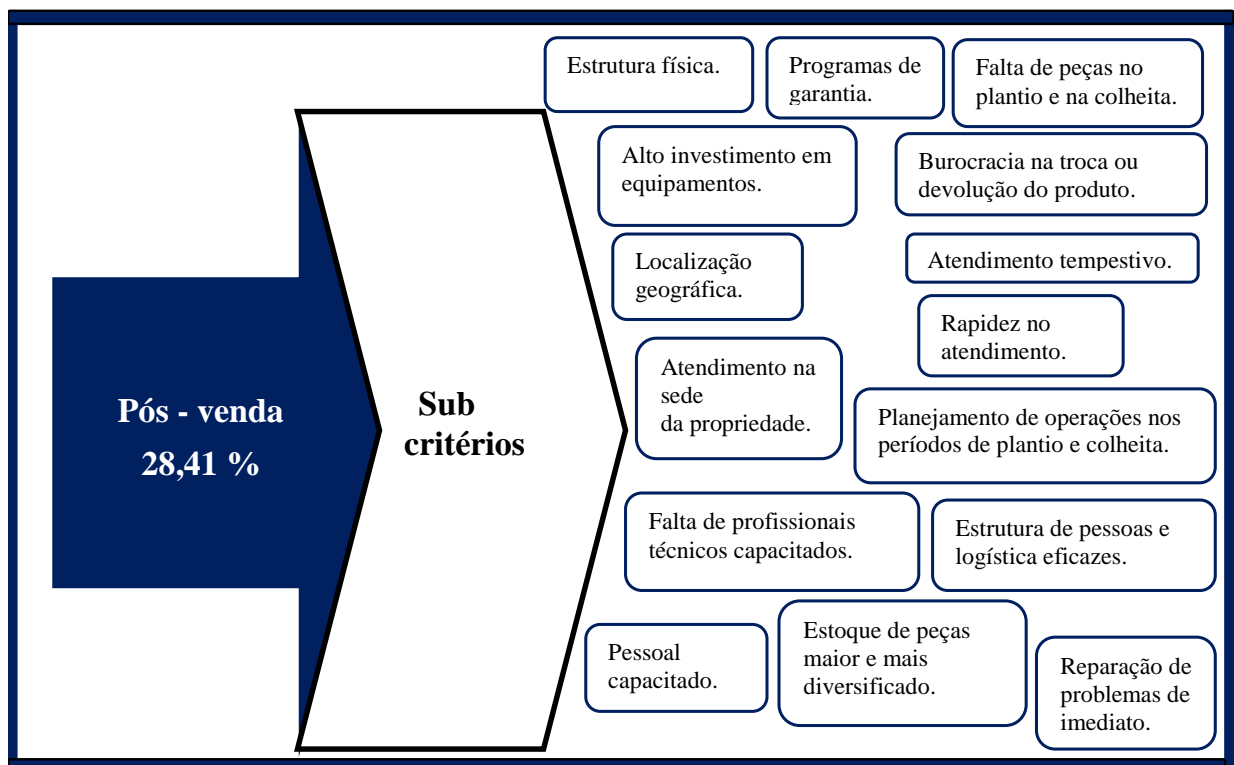 Pós - venda
28,41 %
Sub
critérios
Estrutura física.
Programas de
garantia.
Falta de peças no
plantio e na colheita.
Alto investimento em
equipamentos.
Burocracia na troca ou
devolução do produto.
Localização
geográfica.
Atendimento tempestivo.
Rapidez no
atendimento.
Atendimento na
sede
da propriedade.
Planejamento de operações nos
períodos de plantio e colheita.
Falta de profissionais
técnicos capacitados.
Estrutura de pessoas e
logística eficazes.
Pessoal
capacitado.
Estoque de peças
maior e mais
diversificado.
Reparação de
problemas de
imediato.